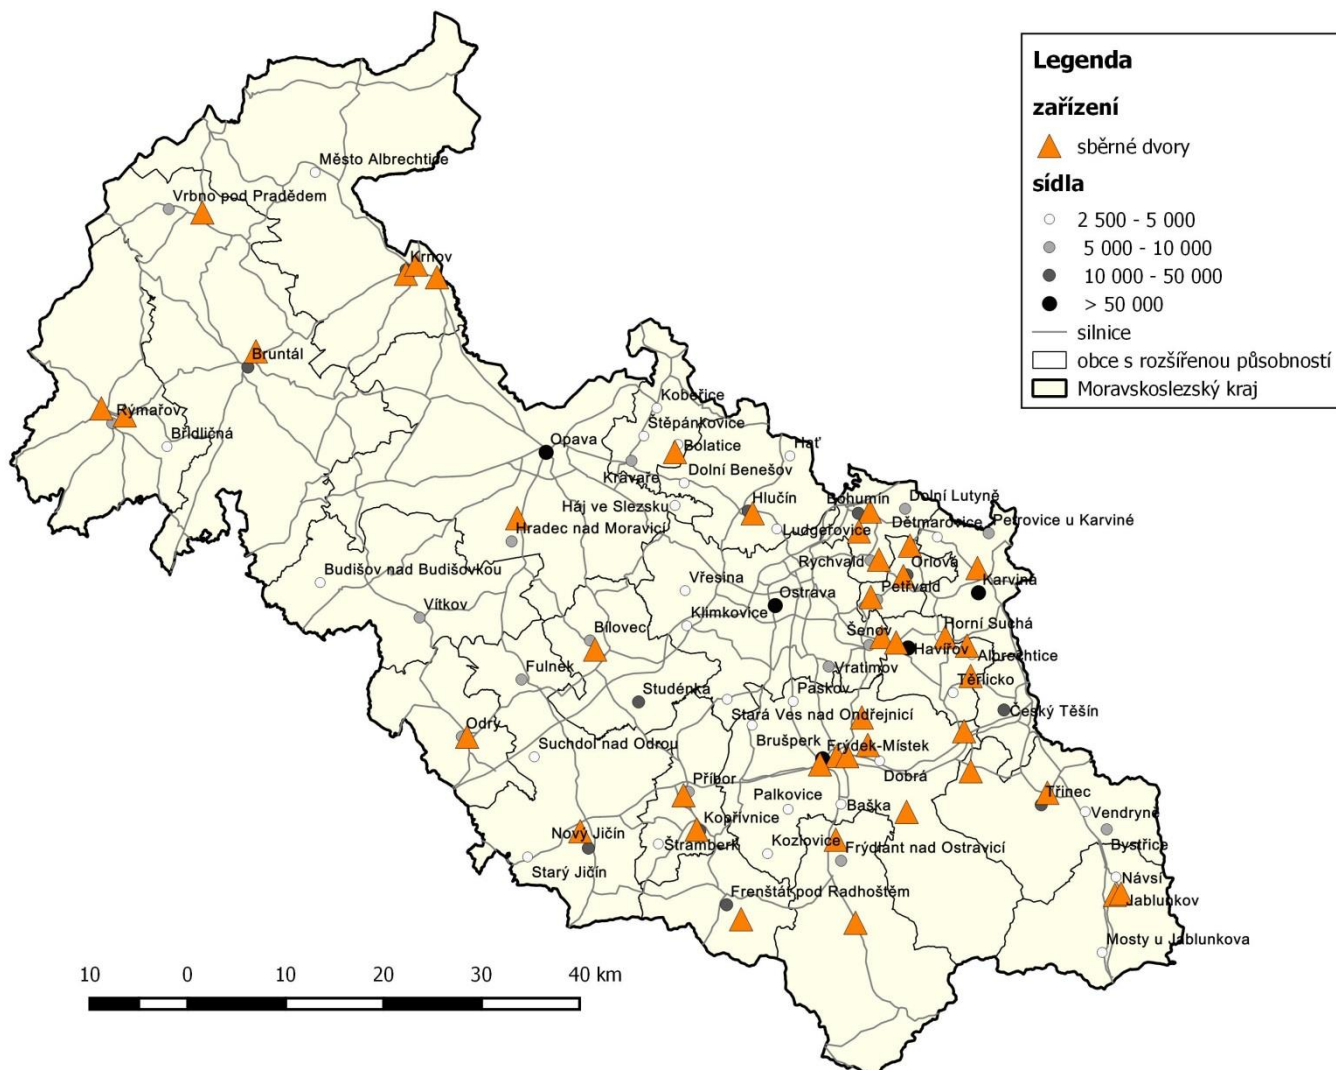 Legenda
zařízení
sběrné dvory
sídla
2 500 - 5 000
5 000 - 10 000
10 000 - 50 000
> 50 000
silnice
obce s rozšířenou působností
Moravskoslezský kraj
Město Albrechtice
Vrbno pod Pradědem
Krnov
Bruntál
Rýmařov
Břidličná
Opava
Kobeřice
Štěpánkovice
Bolatice
Hať
Kravaře
Dolní Benešov
Háj ve Slezsku
Hlučín
Ludgeřovice
Bohumín
Dolní Lutyně
Dětmarovice
Petrovice u Karviné
Hradec nad Moravicí
Rychvald
Orlová
Karviná
Petřvald
Budišov nad Budišovkou
Vřesina
Ostrava
Klimkovice
Vítkov
Bílovec
Šenov
Horní Suchá
Havířov
Albrechtice
Fulnek
Vratimov
Těrlicko
Studénka
Paskov
Český Těšín
Odry
Stará Ves nad Ondřejnicí
Suchdol nad Odrou
Brušperk
Frýdek-Místek
Dobrá
Příbor
Palkovice
Baška
Třinec
Vendryně
Nový Jičín
Kopřivnice
Štramberk
Kozlovice
Frýdlant nad Ostravicí
Bystřice
Starý Jičín
Frenštát pod Radhoštěm
Návsí
Jablunkov
Mosty u Jablunkova
10 0 10 20 30 40 km